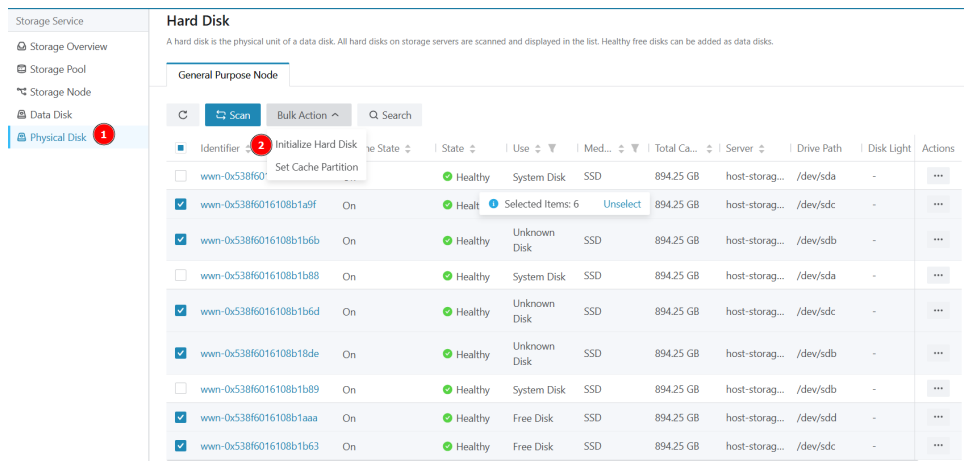 Storage Service
Storage Overview
Storage Pool
Storage Node
Data Disk
Physical Disk 1
Hard Disk
A hard disk is the physical unit of a data disk. All hard disks on storage servers are scanned and displayed in the list. Healthy free disks can be added as data disks.
General Purpose Node
Scan Bulk Action Search
2 Initialize Hard Disk
Set Cache Partition
Identifier he State State Use Med... Total Ca... Server Drive Path Disk Light Actions
wwn-0x538f601 Healthy System Disk SSD 894.25 GB host-storag... /dev/sda - ...
Selected Items: 6 Unselect
wwn-0x538f6016108b1a9f On Healt 894.25 GB host-storag... /dev/sdc - ...
wwn-0x538f6016108b1b6b On Healthy Unknown Disk SSD 894.25 GB host-storag... /dev/sdb - ...
wwn-0x538f6016108b1b88 On Healthy System Disk SSD 894.25 GB host-storag... /dev/sda - ...
wwn-0x538f6016108b1b6d On Healthy Unknown Disk SSD 894.25 GB host-storag... /dev/sdc - ...
wwn-0x538f6016108b18de On Healthy Unknown Disk SSD 894.25 GB host-storag... /dev/sdb - ...
wwn-0x538f6016108b1b89 On Healthy System Disk SSD 894.25 GB host-storag... /dev/sdb - ...
wwn-0x538f6016108b1aaa On Healthy Free Disk SSD 894.25 GB host-storag... /dev/sdd - ...
wwn-0x538f6016108b1b63 On Healthy Free Disk SSD 894.25 GB host-storag... /dev/sdc - ...